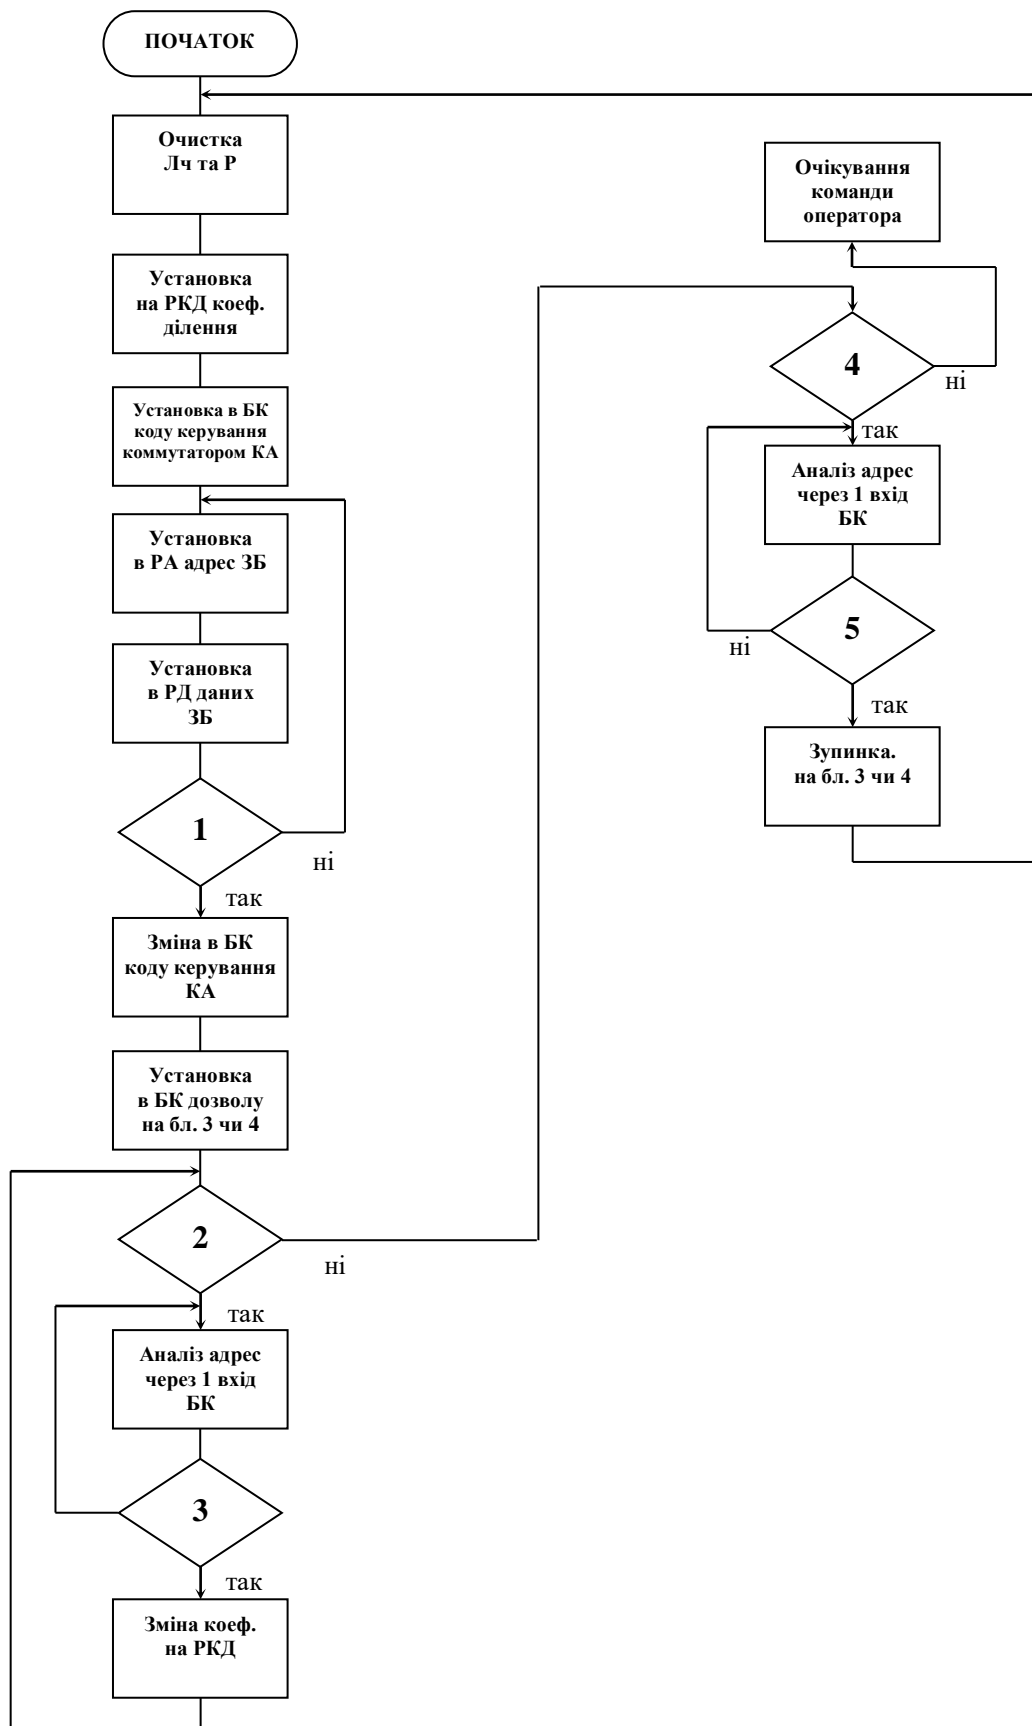 ПОЧАТОК
Очистка
Лч та Р
Установка
на РКД коеф.
ділення
Установка в БК
коду керування
коммутатором КА
Установка
в РА адрес ЗБ
Установка
в РД даних
ЗБ
1
ні
так
Зміна в БК
коду керування
КА
Установка
в БК дозволу
на бл. 3 чи 4
2
ні
так
Аналіз адрес
через 1 вхід
БК
3
так
Зміна коеф.
на РКД
Очікування
команди
оператора
4
ні
так
Аналіз адрес
через 1 вхід
БК
5
ні
так
Зупинка.
на бл. 3 чи 4